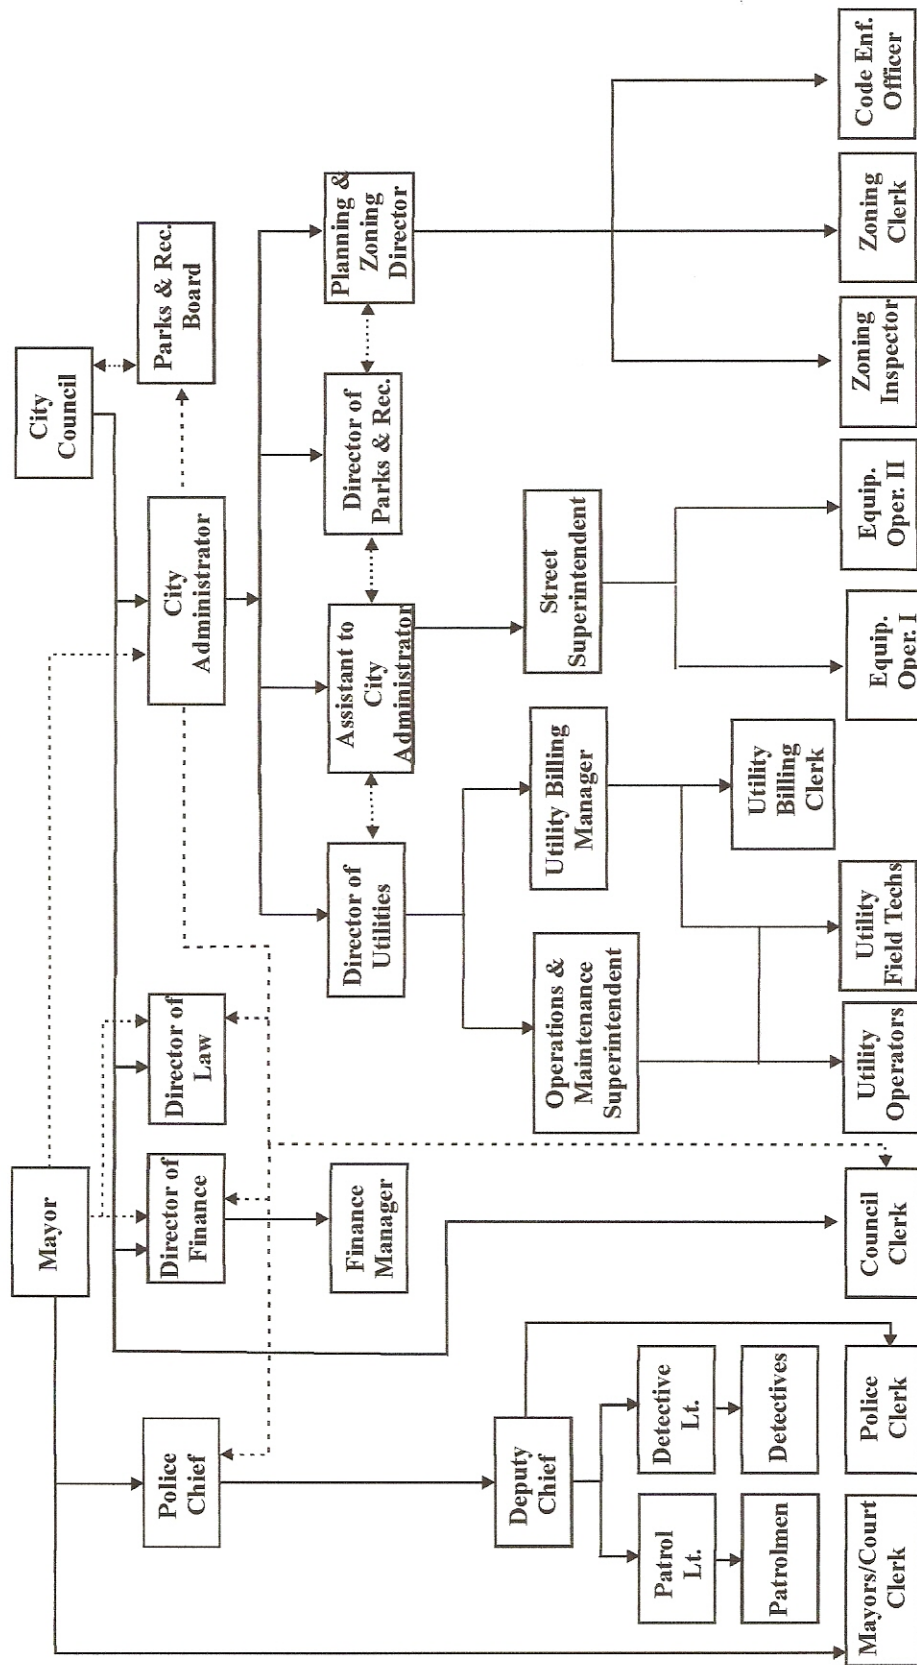 Mayor
City
Council
Police
Chief
Director of
Finance
Director of
Law
City
Administrator
Parks & Rec.
Board
Finance
Manager
Director of
Utilities
Assistant to
City
Administrator
Director of
Parks & Rec.
Planning &
Zoning
Director
Deputy
Chief
Operations &
Maintenance
Superintendent
Utility Billing
Manager
Street
Superintendent
Patrol
Lt.
Detective
Lt.
Patrolmen
Detectives
Utility
Billing
Clerk
Mayors/Court
Clerk
Police
Clerk
Council
Clerk
Utility
Operators
Utility
Field Techs
Equip.
Oper. I
Equip.
Oper. II
Zoning
Inspector
Zoning
Clerk
Code Enf.
Officer